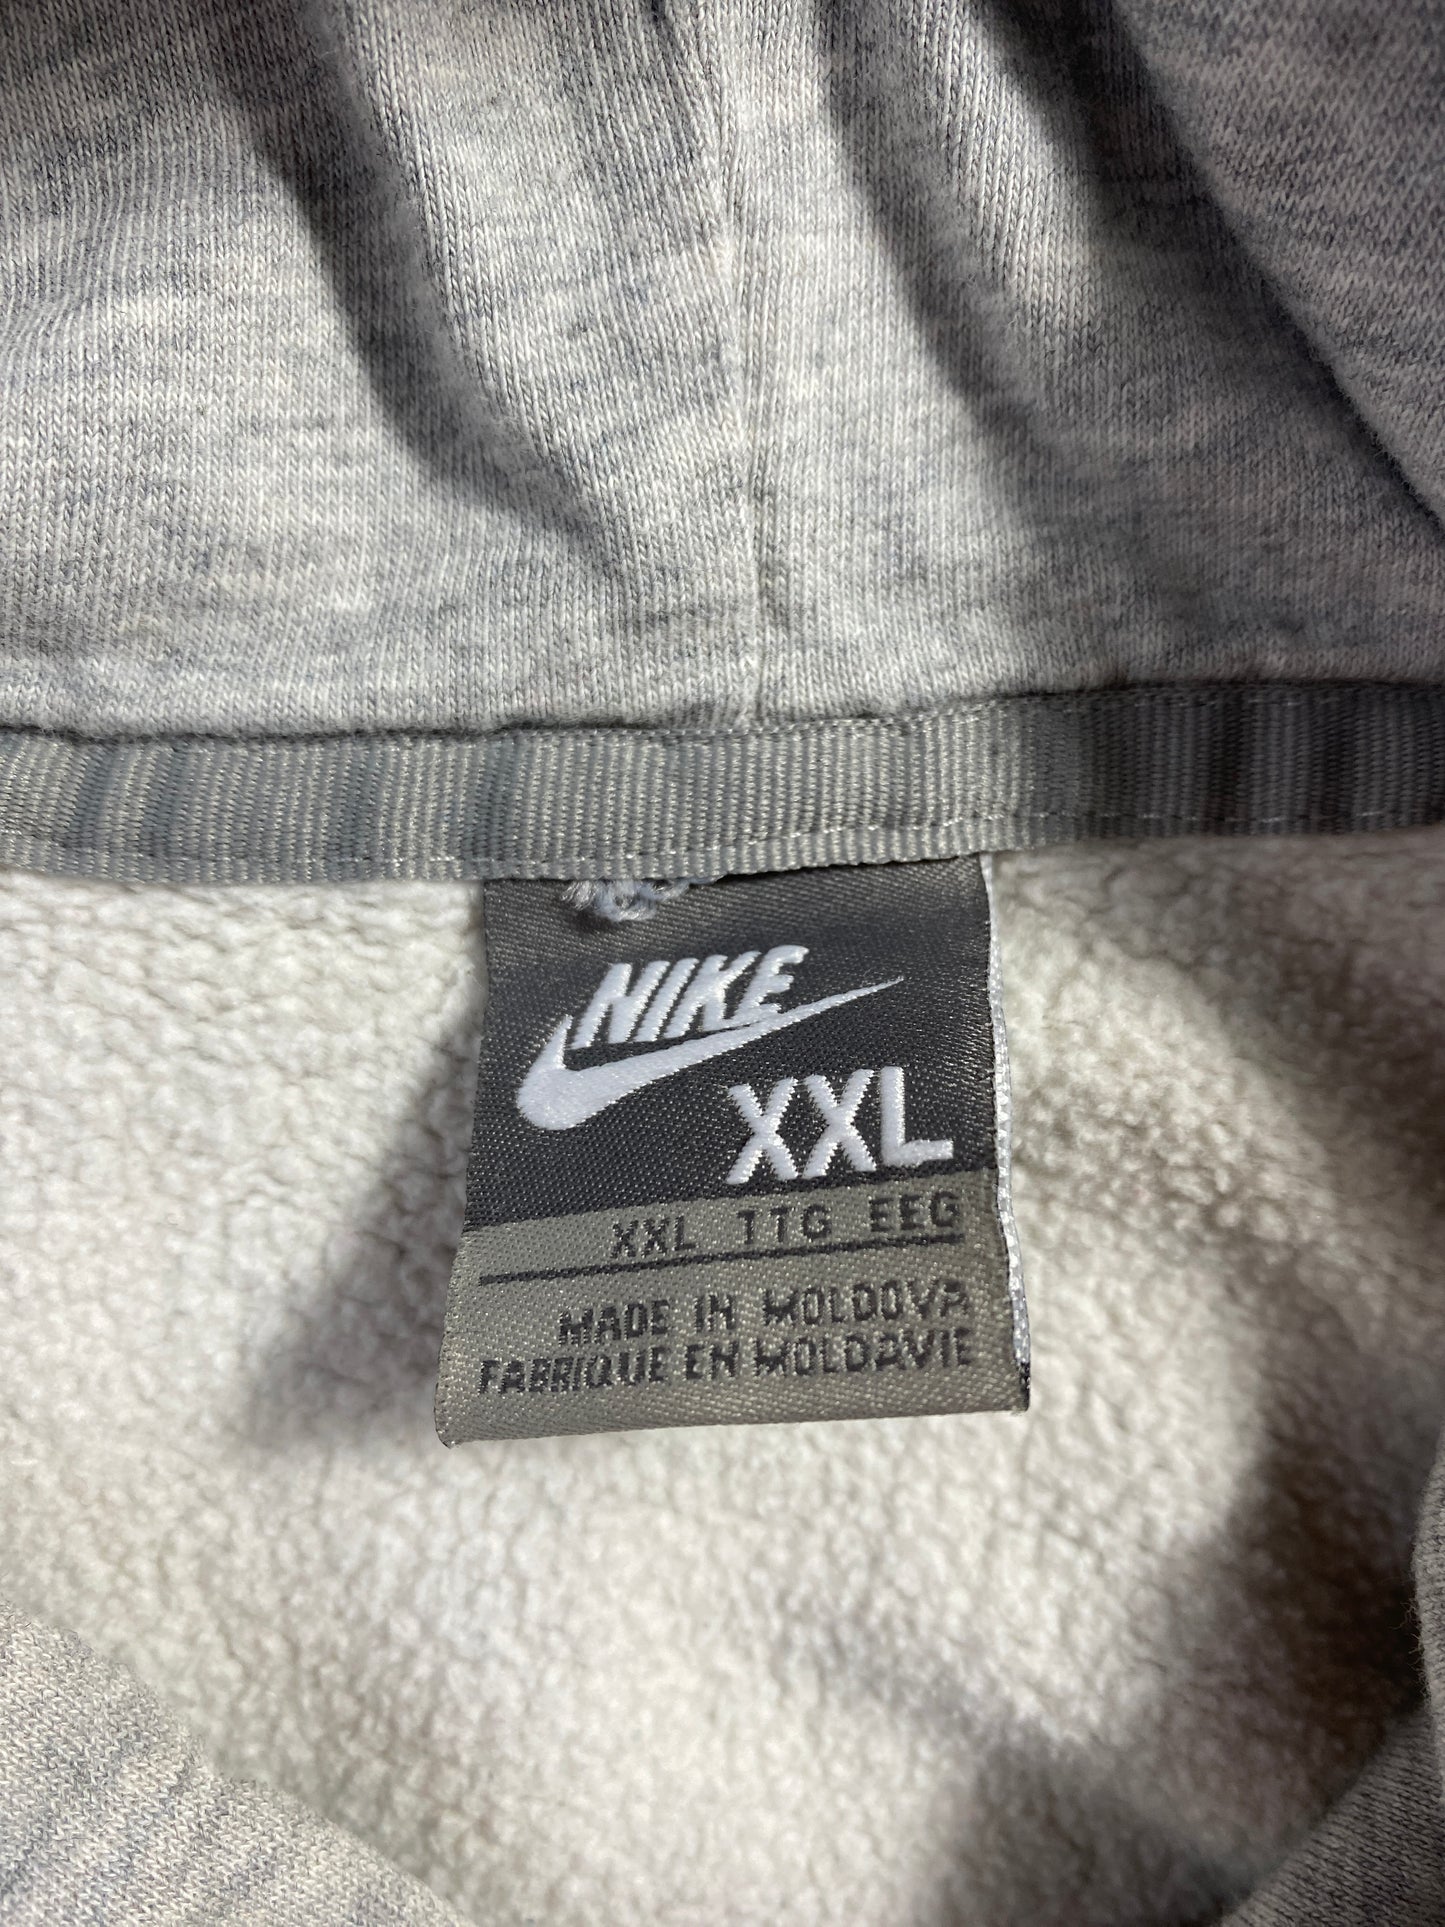 NIKE
XXL
XXL TTG EEG
MADE IN MOLDOVA
FABRIQUE EN MOLDAVIE